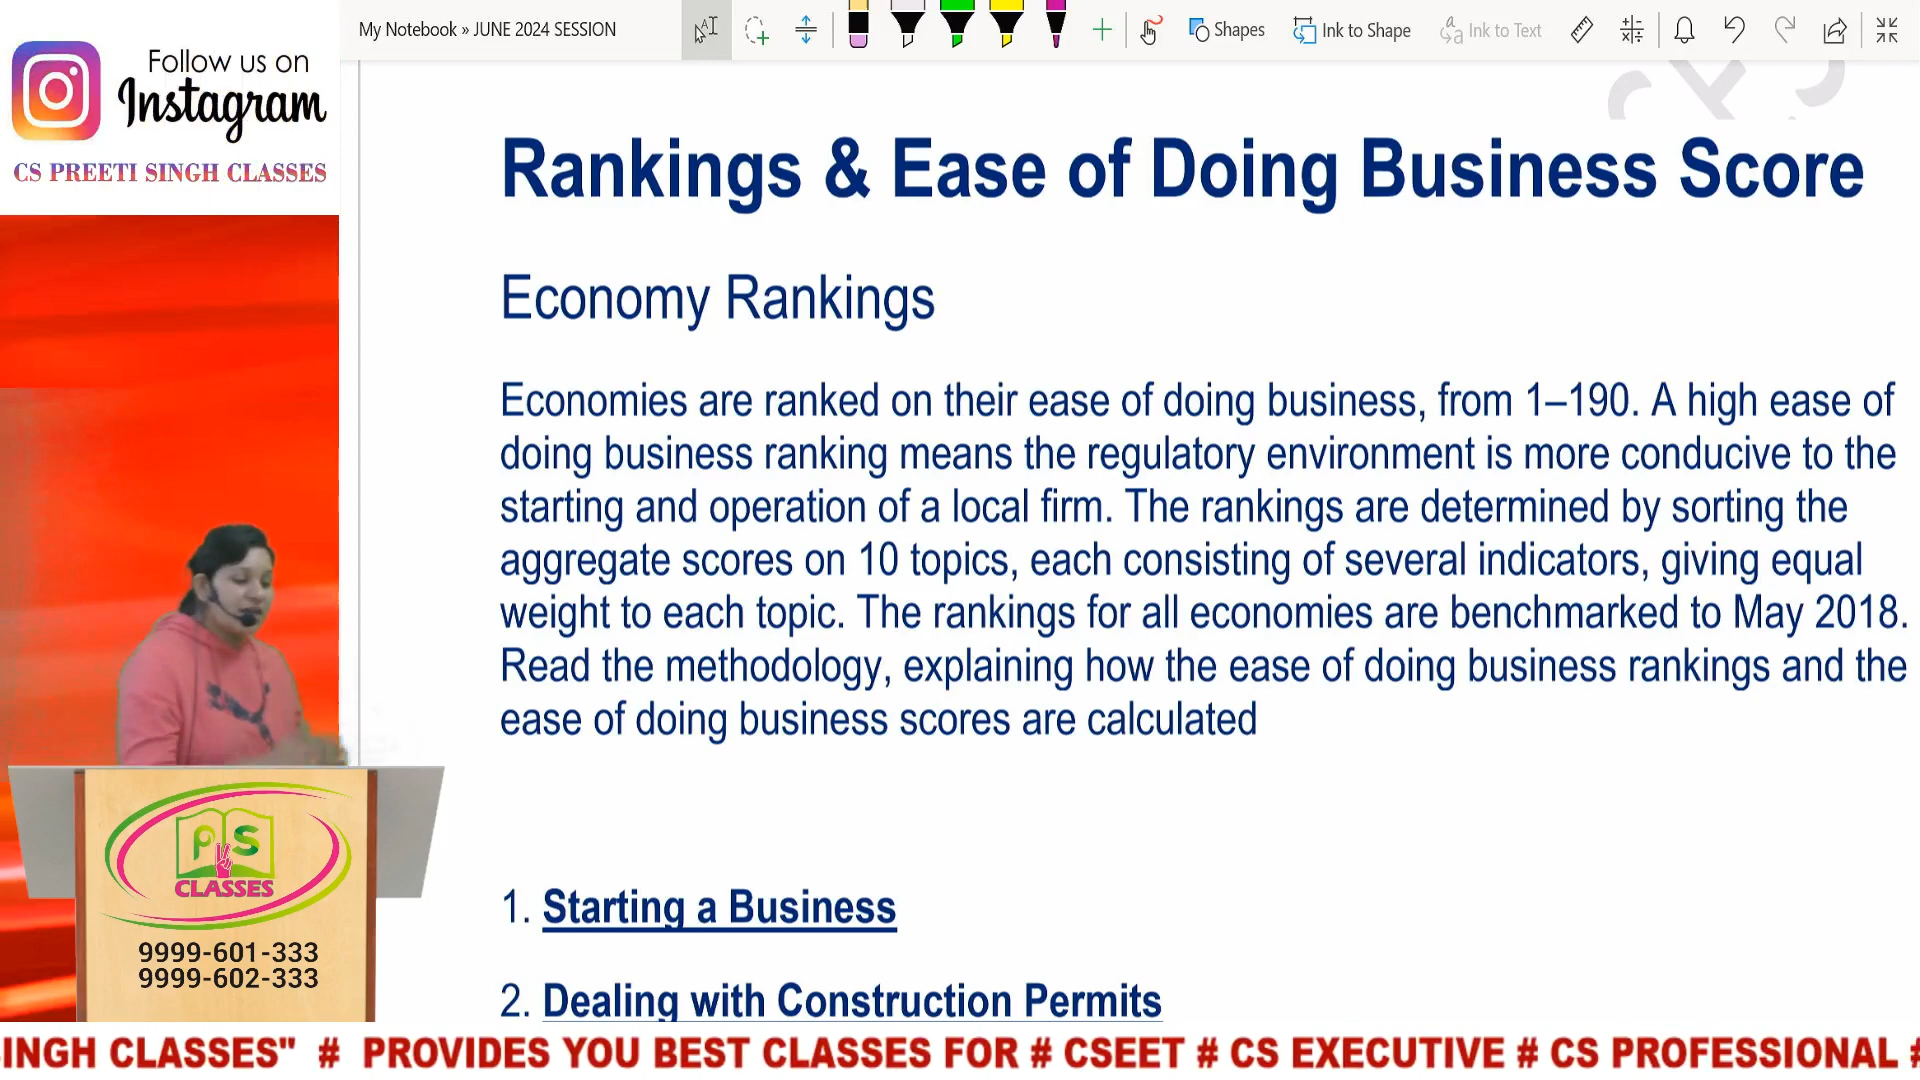 My Notebook » JUNE 2024 SESSION
Shapes
Ink to Shape
Ink to Text
Follow us on
Instagram
CS PREETI SINGH CLASSES
Rankings & Ease of Doing Business Score
Economy Rankings
Economies are ranked on their ease of doing business, from 1–190. A high ease of
doing business ranking means the regulatory environment is more conducive to the
starting and operation of a local firm. The rankings are determined by sorting the
aggregate scores on 10 topics, each consisting of several indicators, giving equal
weight to each topic. The rankings for all economies are benchmarked to May 2018.
Read the methodology, explaining how the ease of doing business rankings and the
ease of doing business scores are calculated
1. Starting a Business
2. Dealing with Construction Permits
PS
CLASSES
9999-601-333
9999-602-333
INGH CLASSES" # PROVIDES YOU BEST CLASSES FOR # CSEET # CS EXECUTIVE # CS PROFESSIONAL #